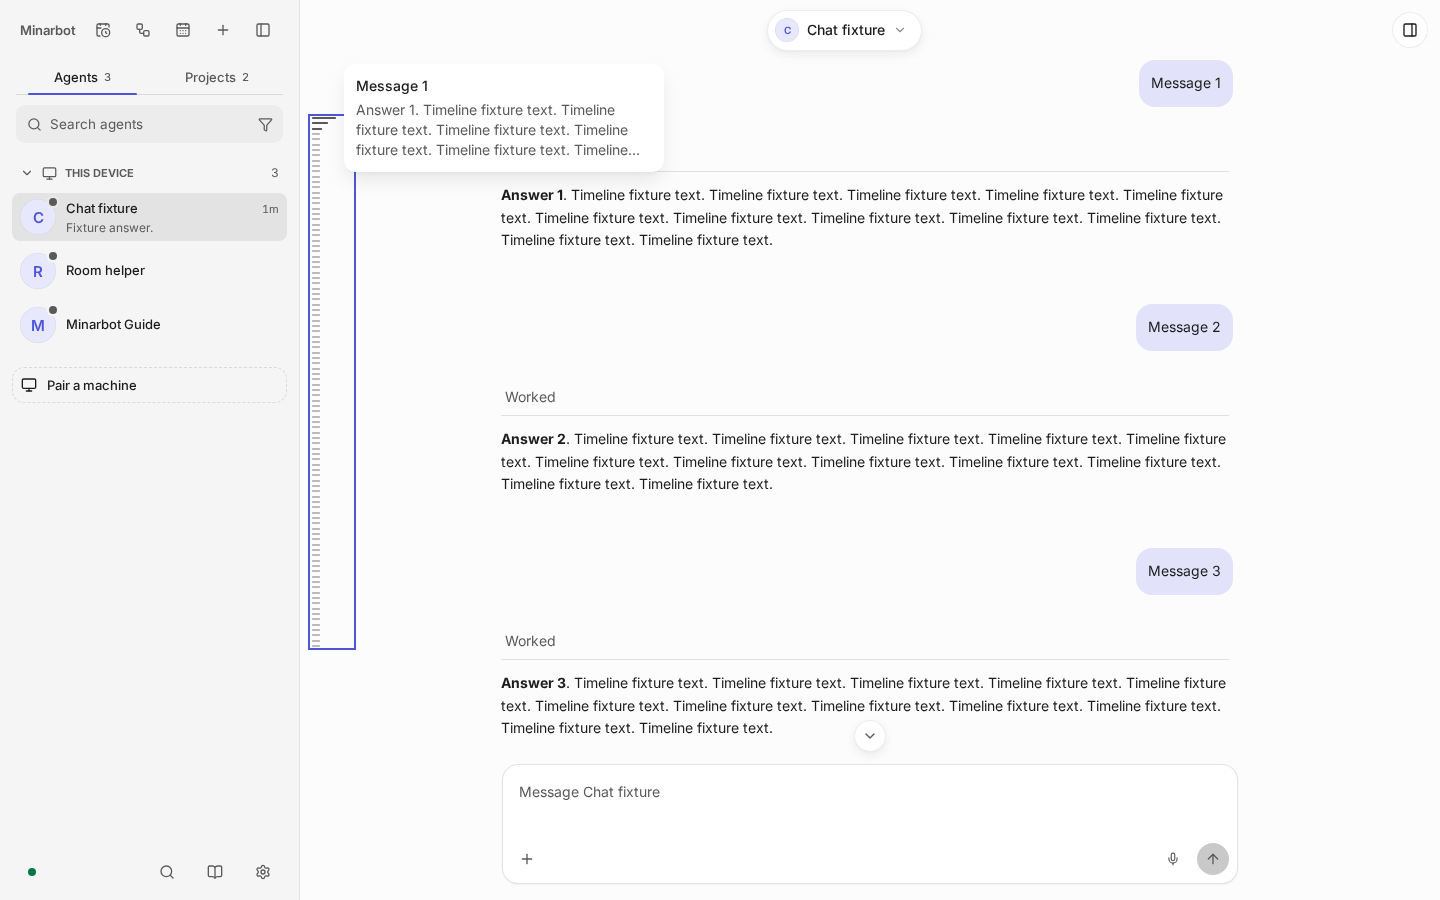 Minarbot
Agents 3
Projects 2
Search agents
THIS DEVICE 3
C
Chat fixture 1m
Fixture answer.
R
Room helper
M
Minarbot Guide
Pair a machine
C Chat fixture
Message 1
Answer 1. Timeline fixture text. Timeline
fixture text. Timeline fixture text. Timeline
fixture text. Timeline fixture text. Timeline...
Message 1
Answer 1. Timeline fixture text. Timeline fixture text. Timeline fixture text. Timeline fixture text. Timeline fixture
text. Timeline fixture text. Timeline fixture text. Timeline fixture text. Timeline fixture text. Timeline fixture text.
Timeline fixture text. Timeline fixture text.
Message 2
Worked
Answer 2. Timeline fixture text. Timeline fixture text. Timeline fixture text. Timeline fixture text. Timeline fixture
text. Timeline fixture text. Timeline fixture text. Timeline fixture text. Timeline fixture text. Timeline fixture text.
Timeline fixture text. Timeline fixture text.
Message 3
Worked
Answer 3. Timeline fixture text. Timeline fixture text. Timeline fixture text. Timeline fixture text. Timeline fixture
text. Timeline fixture text. Timeline fixture text. Timeline fixture text. Timeline fixture text. Timeline fixture text.
Timeline fixture text. Timeline fixture text.
Message Chat fixture